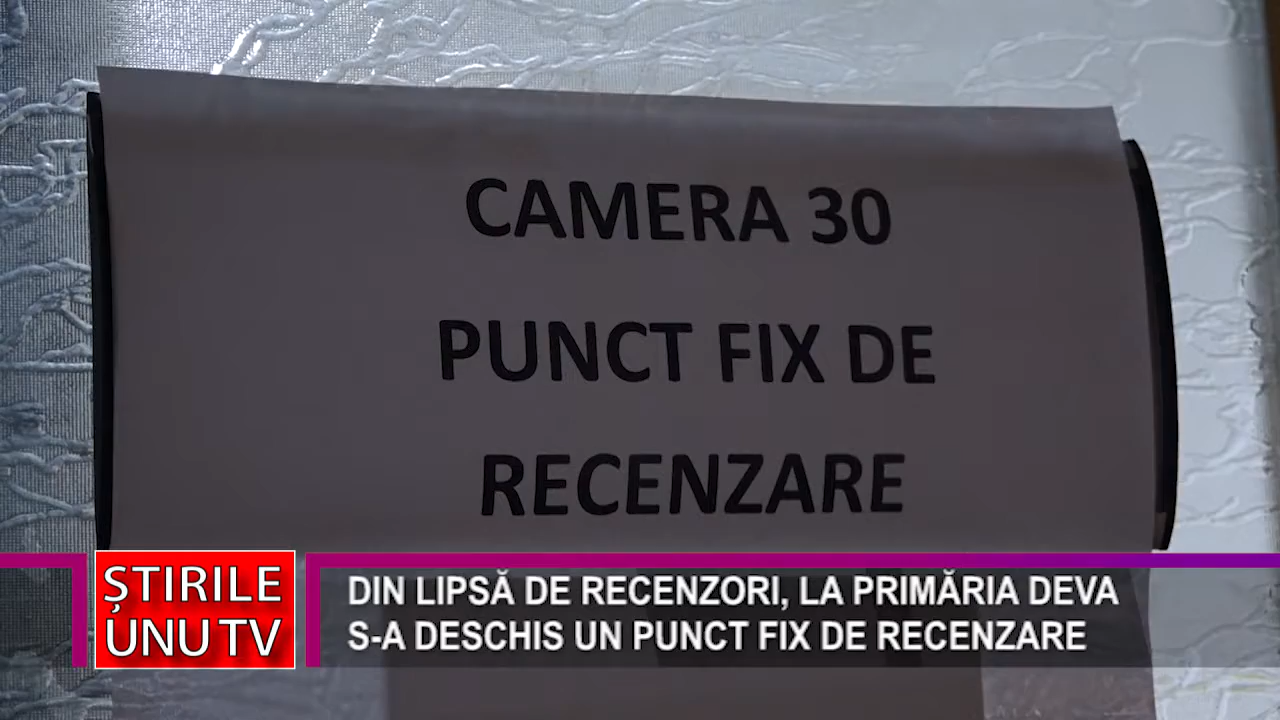 CAMERA 30
PUNCT FIX DE
RECENZARE
ȘTIRILE
UNU TV
DIN LIPSĂ DE RECENZORI, LA PRIMĂRIA DEVA
S-A DESCHIS UN PUNCT FIX DE RECENZARE